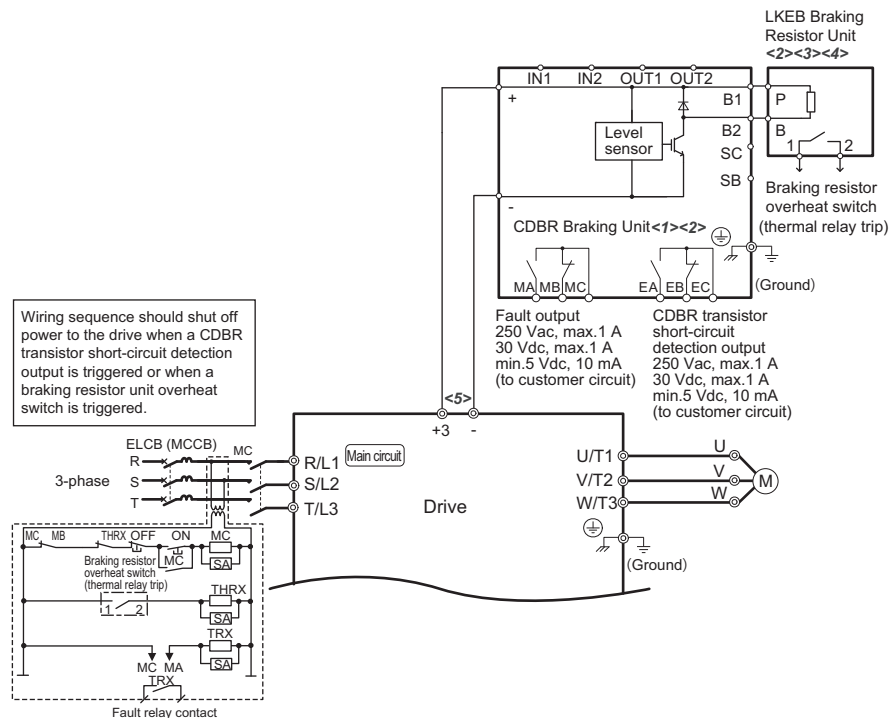 LKEB Braking
Resistor Unit
<2><3><4>
IN1 IN2 OUT1 OUT2
+
B1
P
Level
sensor
B2
B
1 2
SC
SB
-
Braking resistor
overheat switch
(thermal relay trip)
CDBR Braking Unit<1><2>
MA MB MC
EA EB EC
(Ground)
Fault output
250 Vac, max.1 A
30 Vdc, max.1 A
min.5 Vdc, 10 mA
(to customer circuit)
CDBR transistor
short-circuit
detection output
250 Vac, max.1 A
30 Vdc, max.1 A
min.5 Vdc, 10 mA
(to customer circuit)
Wiring sequence should shut off
power to the drive when a CDBR
transistor short-circuit detection
output is triggered or when a
braking resistor unit overheat
switch is triggered.
<5>
+3 -
ELCB (MCCB)
MC
3-phase
R
S
T
R/L1
S/L2
T/L3
Main circuit
Drive
U/T1
V/T2
W/T3
U
V
W
M
(Ground)
MC MB THRX OFF ON MC
MC
SA
Braking resistor
overheat switch
(thermal relay trip)
1 2
THRX
SA
TRX
SA
MC MA
TRX
Fault relay contact